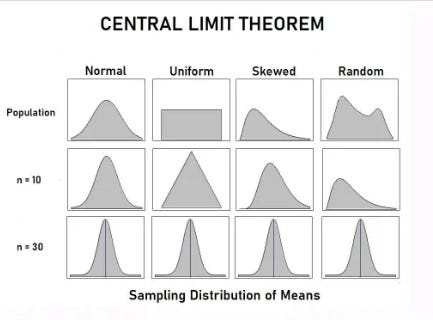 CENTRAL LIMIT THEOREM
Normal Uniform Skewed Random
Population
n = 10
n = 30
Sampling Distribution of Means